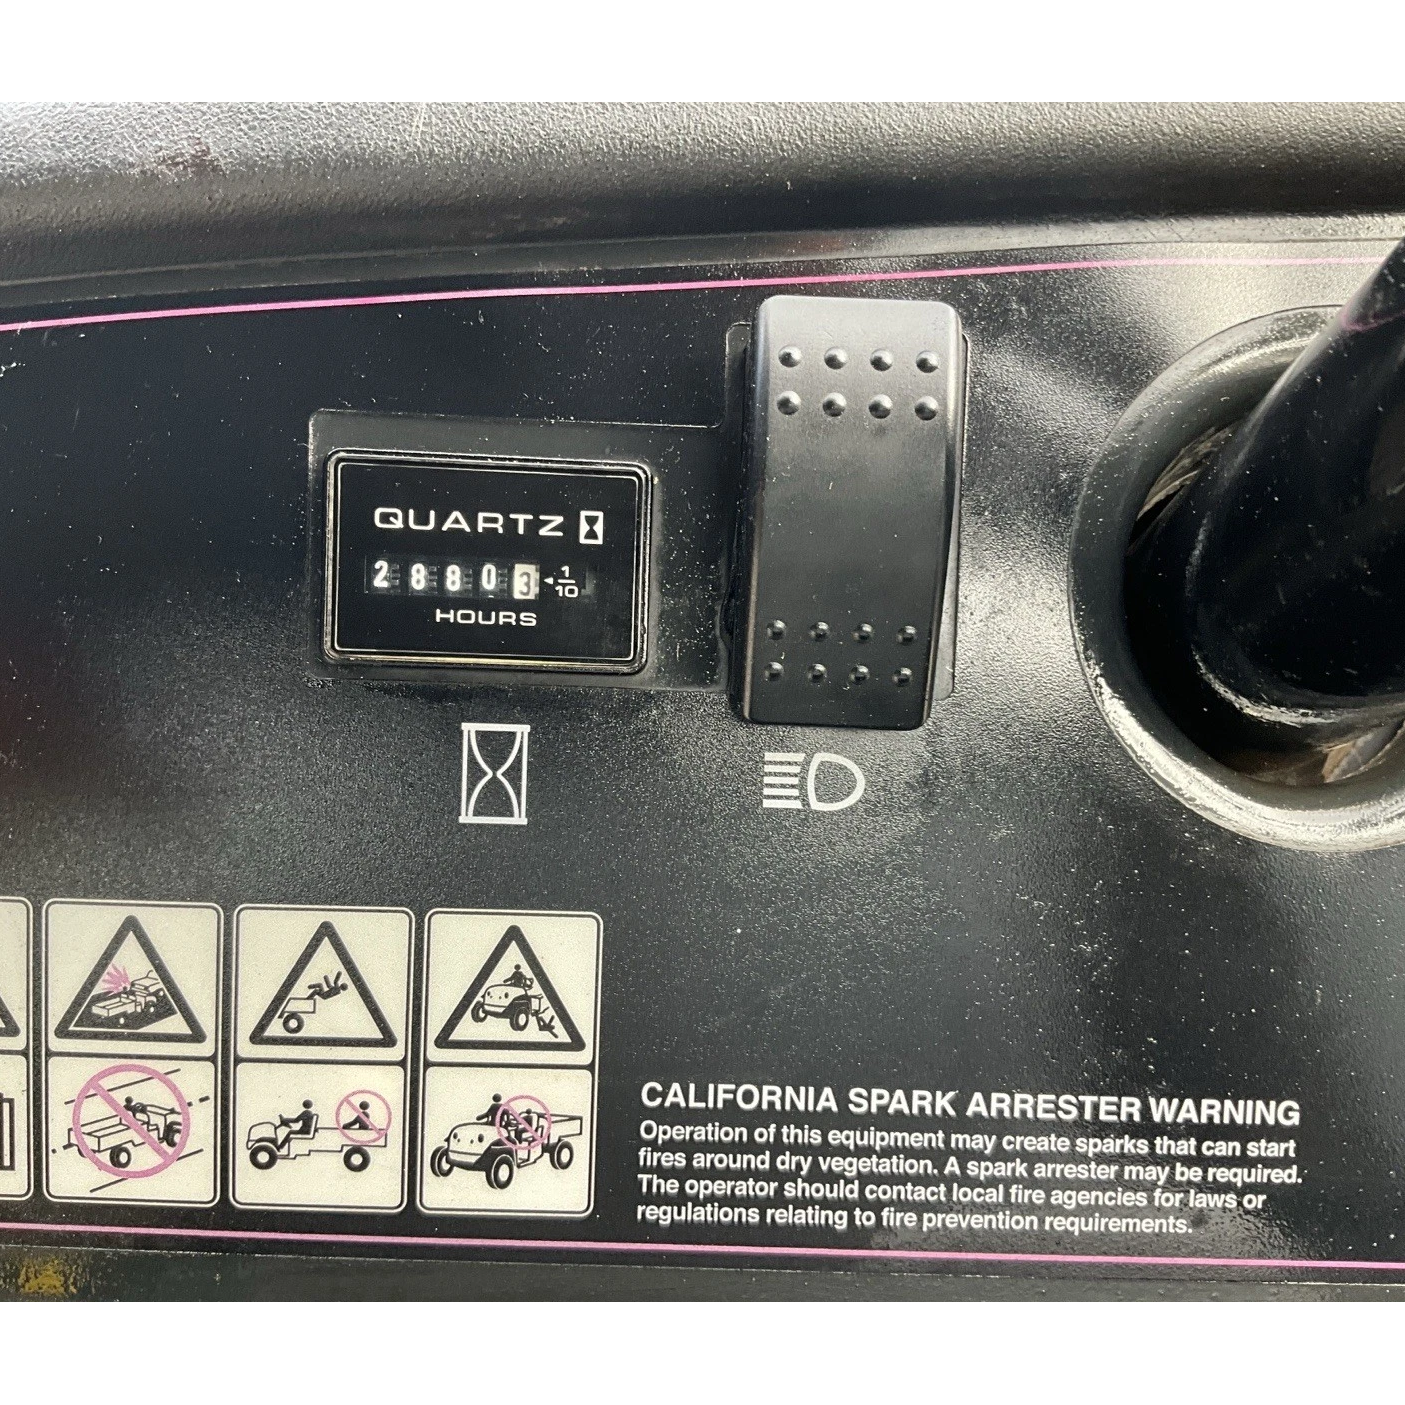 QUARTZ
28803 1/10
HOURS
CALIFORNIA SPARK ARRESTER WARNING
Operation of this equipment may create sparks that can start
fires around dry vegetation. A spark arrester may be required.
The operator should contact local fire agencies for laws or
regulations relating to fire prevention requirements.